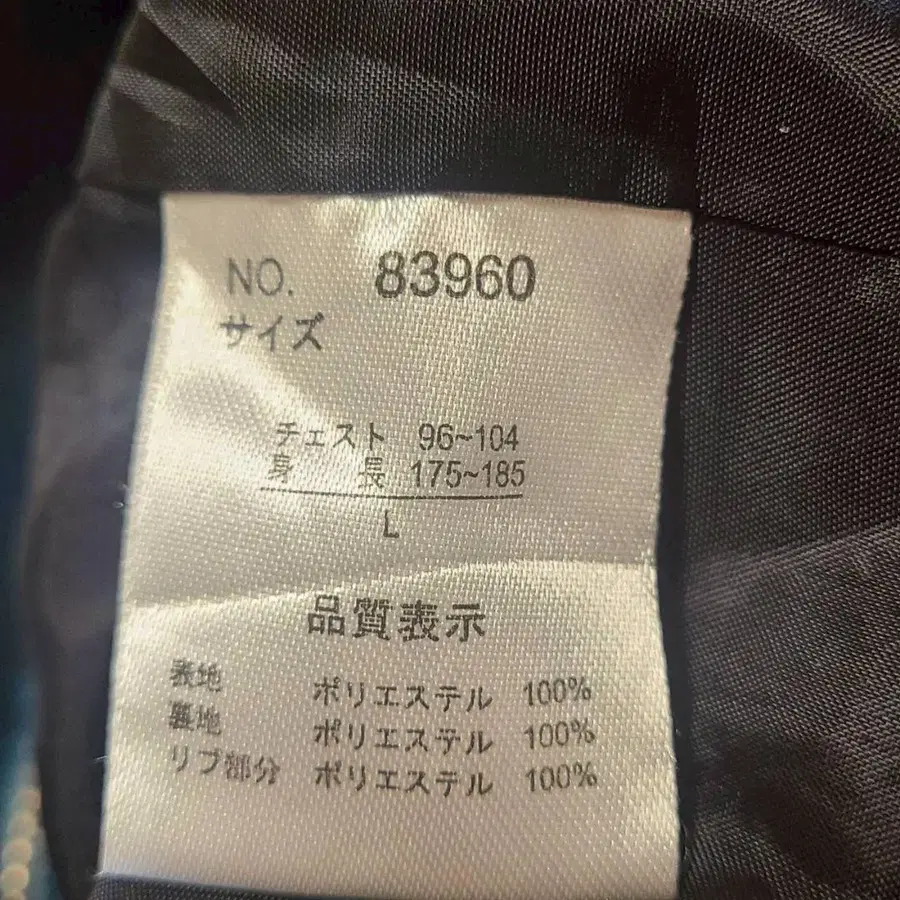 NO. 83960
サイズ
チェスト 96~104
身 長 175~185
L
品質表示
表地 ポリエステル 100%
裏地 ポリエステル 100%
リブ部分 ポリエステル 100%